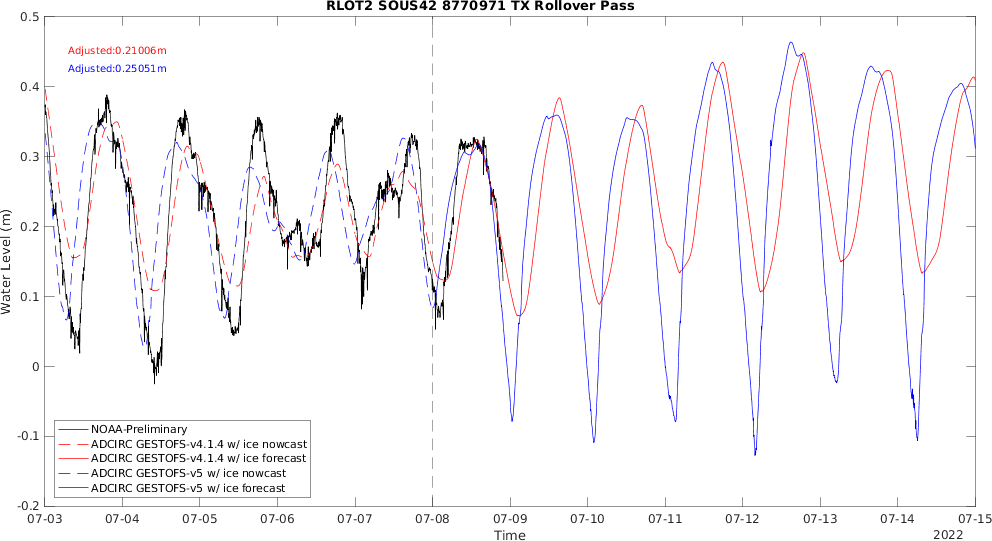 RLOT2 SOUS42 8770971 TX Rollover Pass
0.5
0.4
0.3
0.2
0.1
0
-0.1
-0.2
Water Level (m)
Adjusted:0.21006m
Adjusted:0.25051m
NOAA-Preliminary
ADCIRC GESTOFS-v4.1.4 w/ ice nowcast
ADCIRC GESTOFS-v4.1.4 w/ ice forecast
ADCIRC GESTOFS-v5 w/ ice nowcast
ADCIRC GESTOFS-v5 w/ ice forecast
07-03 07-04 07-05 07-06 07-07 07-08 07-09 07-10 07-11 07-12 07-13 07-14 07-15
Time
2022